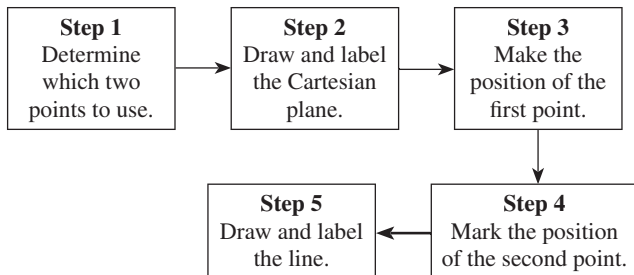 Step 1
Determine
which two
points to use.
Step 2
Draw and label
the Cartesian
plane.
Step 3
Make the
position of the
first point.
Step 4
Mark the position
of the second point.
Step 5
Draw and label
the line.